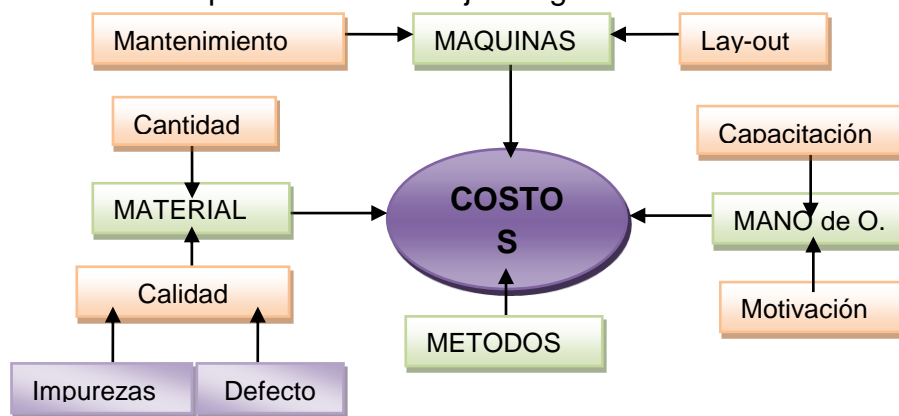 Mantenimiento
MAQUINAS
Lay-out
Cantidad
Capacitación
MATERIAL
COSTO
S
MANO de O.
Calidad
Motivación
METODOS
Impurezas
Defecto